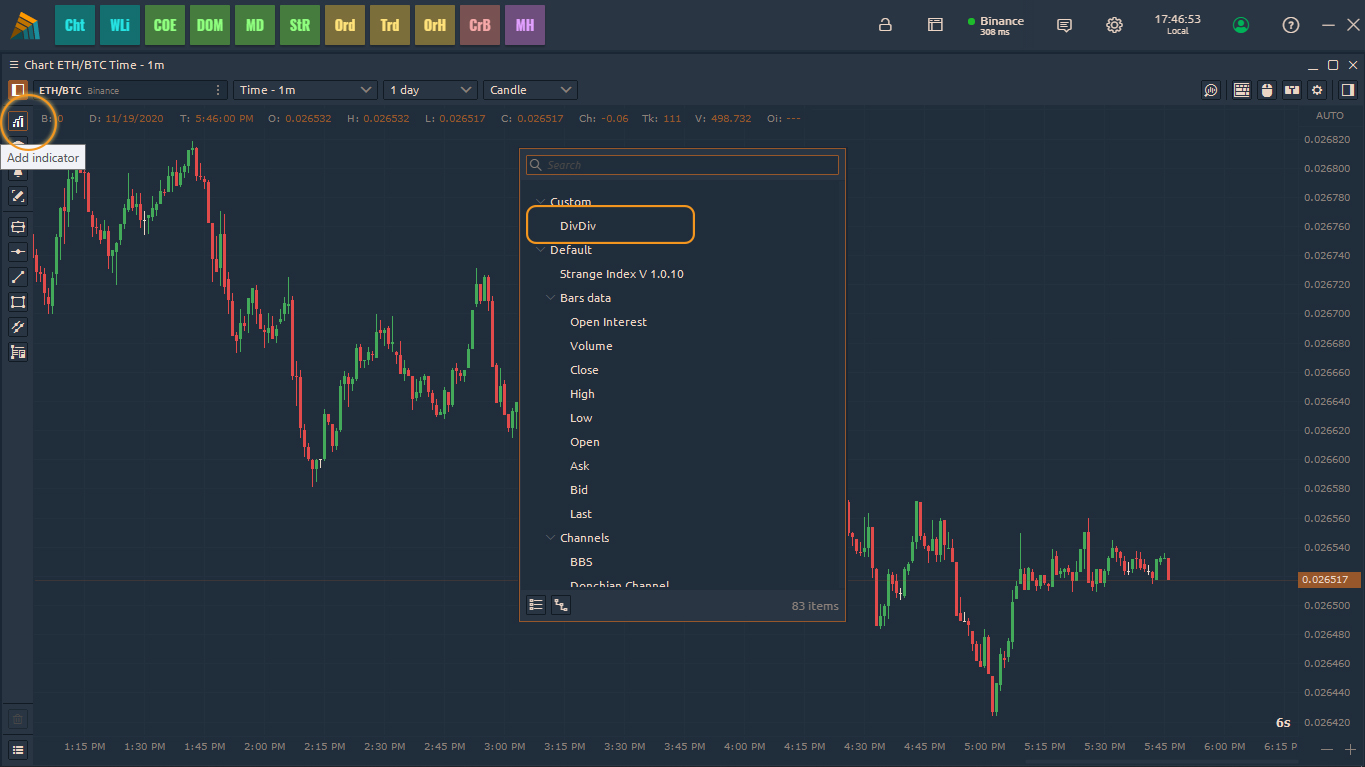 Cht WLi COE DOM MD StR Ord Trd OrH CrB MH
Binance
308 ms
17:46:53
Local
Chart ETH/BTC Time - 1m
ETH/BTC Binance Time - 1m 1 day Candle
D: 11/19/2020 T: 5:46:00 PM O: 0.026532 H: 0.026532 L: 0.026517 C: 0.026517 Ch: -0.06 Tk: 111 V: 498.732 Oi: ---
AUTO
Add indicator
Search
Custom
DivDiv
Default
Strange Index V 1.0.10
Bars data
Open Interest
Volume
Close
High
Low
Open
Ask
Bid
Last
Channels
BBS
Donchian Channel
83 items
0.026820
0.026800
0.026780
0.026760
0.026740
0.026720
0.026700
0.026680
0.026660
0.026640
0.026620
0.026600
0.026580
0.026560
0.026540
0.026517
0.026500
0.026480
0.026460
0.026440
0.026420
6s
1:15 PM 1:30 PM 1:45 PM 2:00 PM 2:15 PM 2:30 PM 2:45 PM 3:00 PM 3:15 PM 3:30 PM 3:45 PM 4:00 PM 4:15 PM 4:30 PM 4:45 PM 5:00 PM 5:15 PM 5:30 PM 5:45 PM 6:00 PM 6:15 P